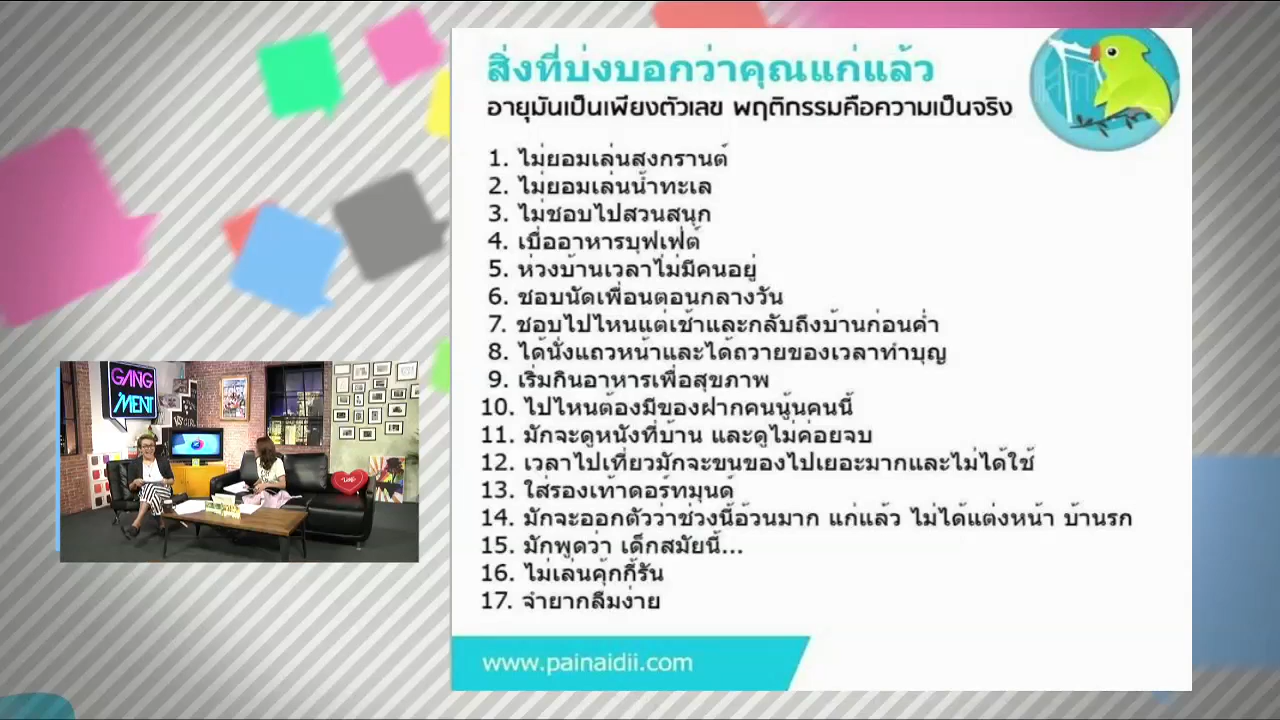 สิ่งที่บ่งบอกว่าคุณแก่แล้ว
อายุมันเป็นเพียงตัวเลข พฤติกรรมคือความเป็นจริง
1. ไม่ยอมเล่นสงกรานต์
2. ไม่ยอมเล่นน้ำทะเล
3. ไม่ชอบไปสวนสนุก
4. เบื่ออาหารบุฟเฟต์
5. ห่วงบ้านเวลาไม่มีคนอยู่
6. ชอบนัดเพื่อนตอนกลางวัน
7. ชอบไปไหนแต่เช้าและกลับถึงบ้านก่อนค่ำ
8. ได้นั่งแถวหน้าและได้ถวายของเวลาทำบุญ
9. เริ่มกินอาหารเพื่อสุขภาพ
10. ไปไหนต้องมีของฝากคนนู้นคนนี้
11. มักจะดูหนังที่บ้าน และดูไม่ค่อยจบ
12. เวลาไปเที่ยวมักจะขนของไปเยอะมากและไม่ได้ใช้
13. ใส่รองเท้าดอร์ทมุนด์
14. มักจะออกตัวว่าช่วงนี้อ้วนมาก แก่แล้ว ไม่ได้แต่งหน้า บ้านรก
15. มักพูดว่า เด็กสมัยนี้...
16. ไม่เล่นคุ้กกี้รัน
17. จำยากลืมง่าย
www.painaidii.com
GANG
'MENT